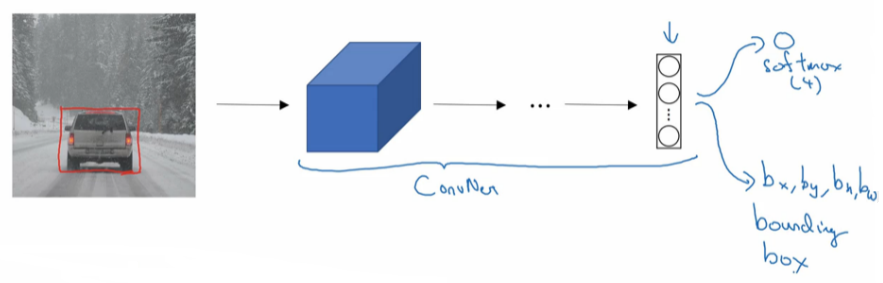 softmax
(4)
...
ConvNet
bx, by, bh, bw
bounding
box